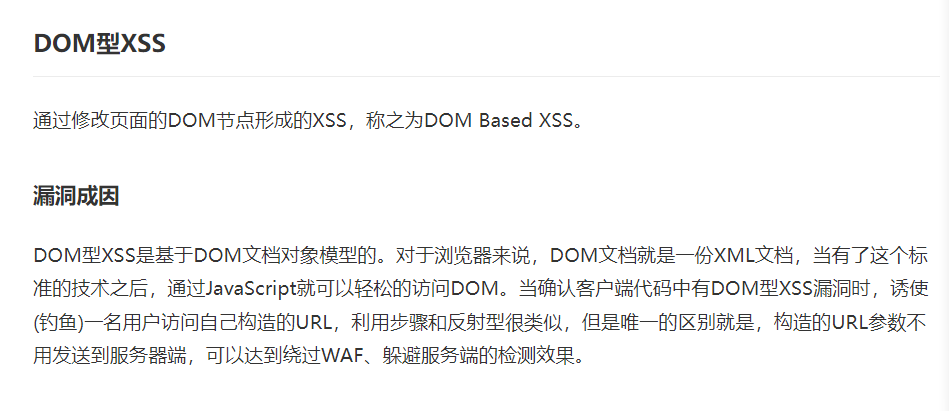 DOM型XSS
通过修改页面的DOM节点形成的XSS，称之为DOM Based XSS。
漏洞成因
DOM型XSS是基于DOM文档对象模型的。对于浏览器来说，DOM文档就是一份XML文档，当有了这个标
准的技术之后，通过JavaScript就可以轻松的访问DOM。当确认客户端代码中有DOM型XSS漏洞时，诱使
(钓鱼)一名用户访问自己构造的URL，利用步骤和反射型很类似，但是唯一的区别就是，构造的URL参数不
用发送到服务器端，可以达到绕过WAF、躲避服务端的检测效果。